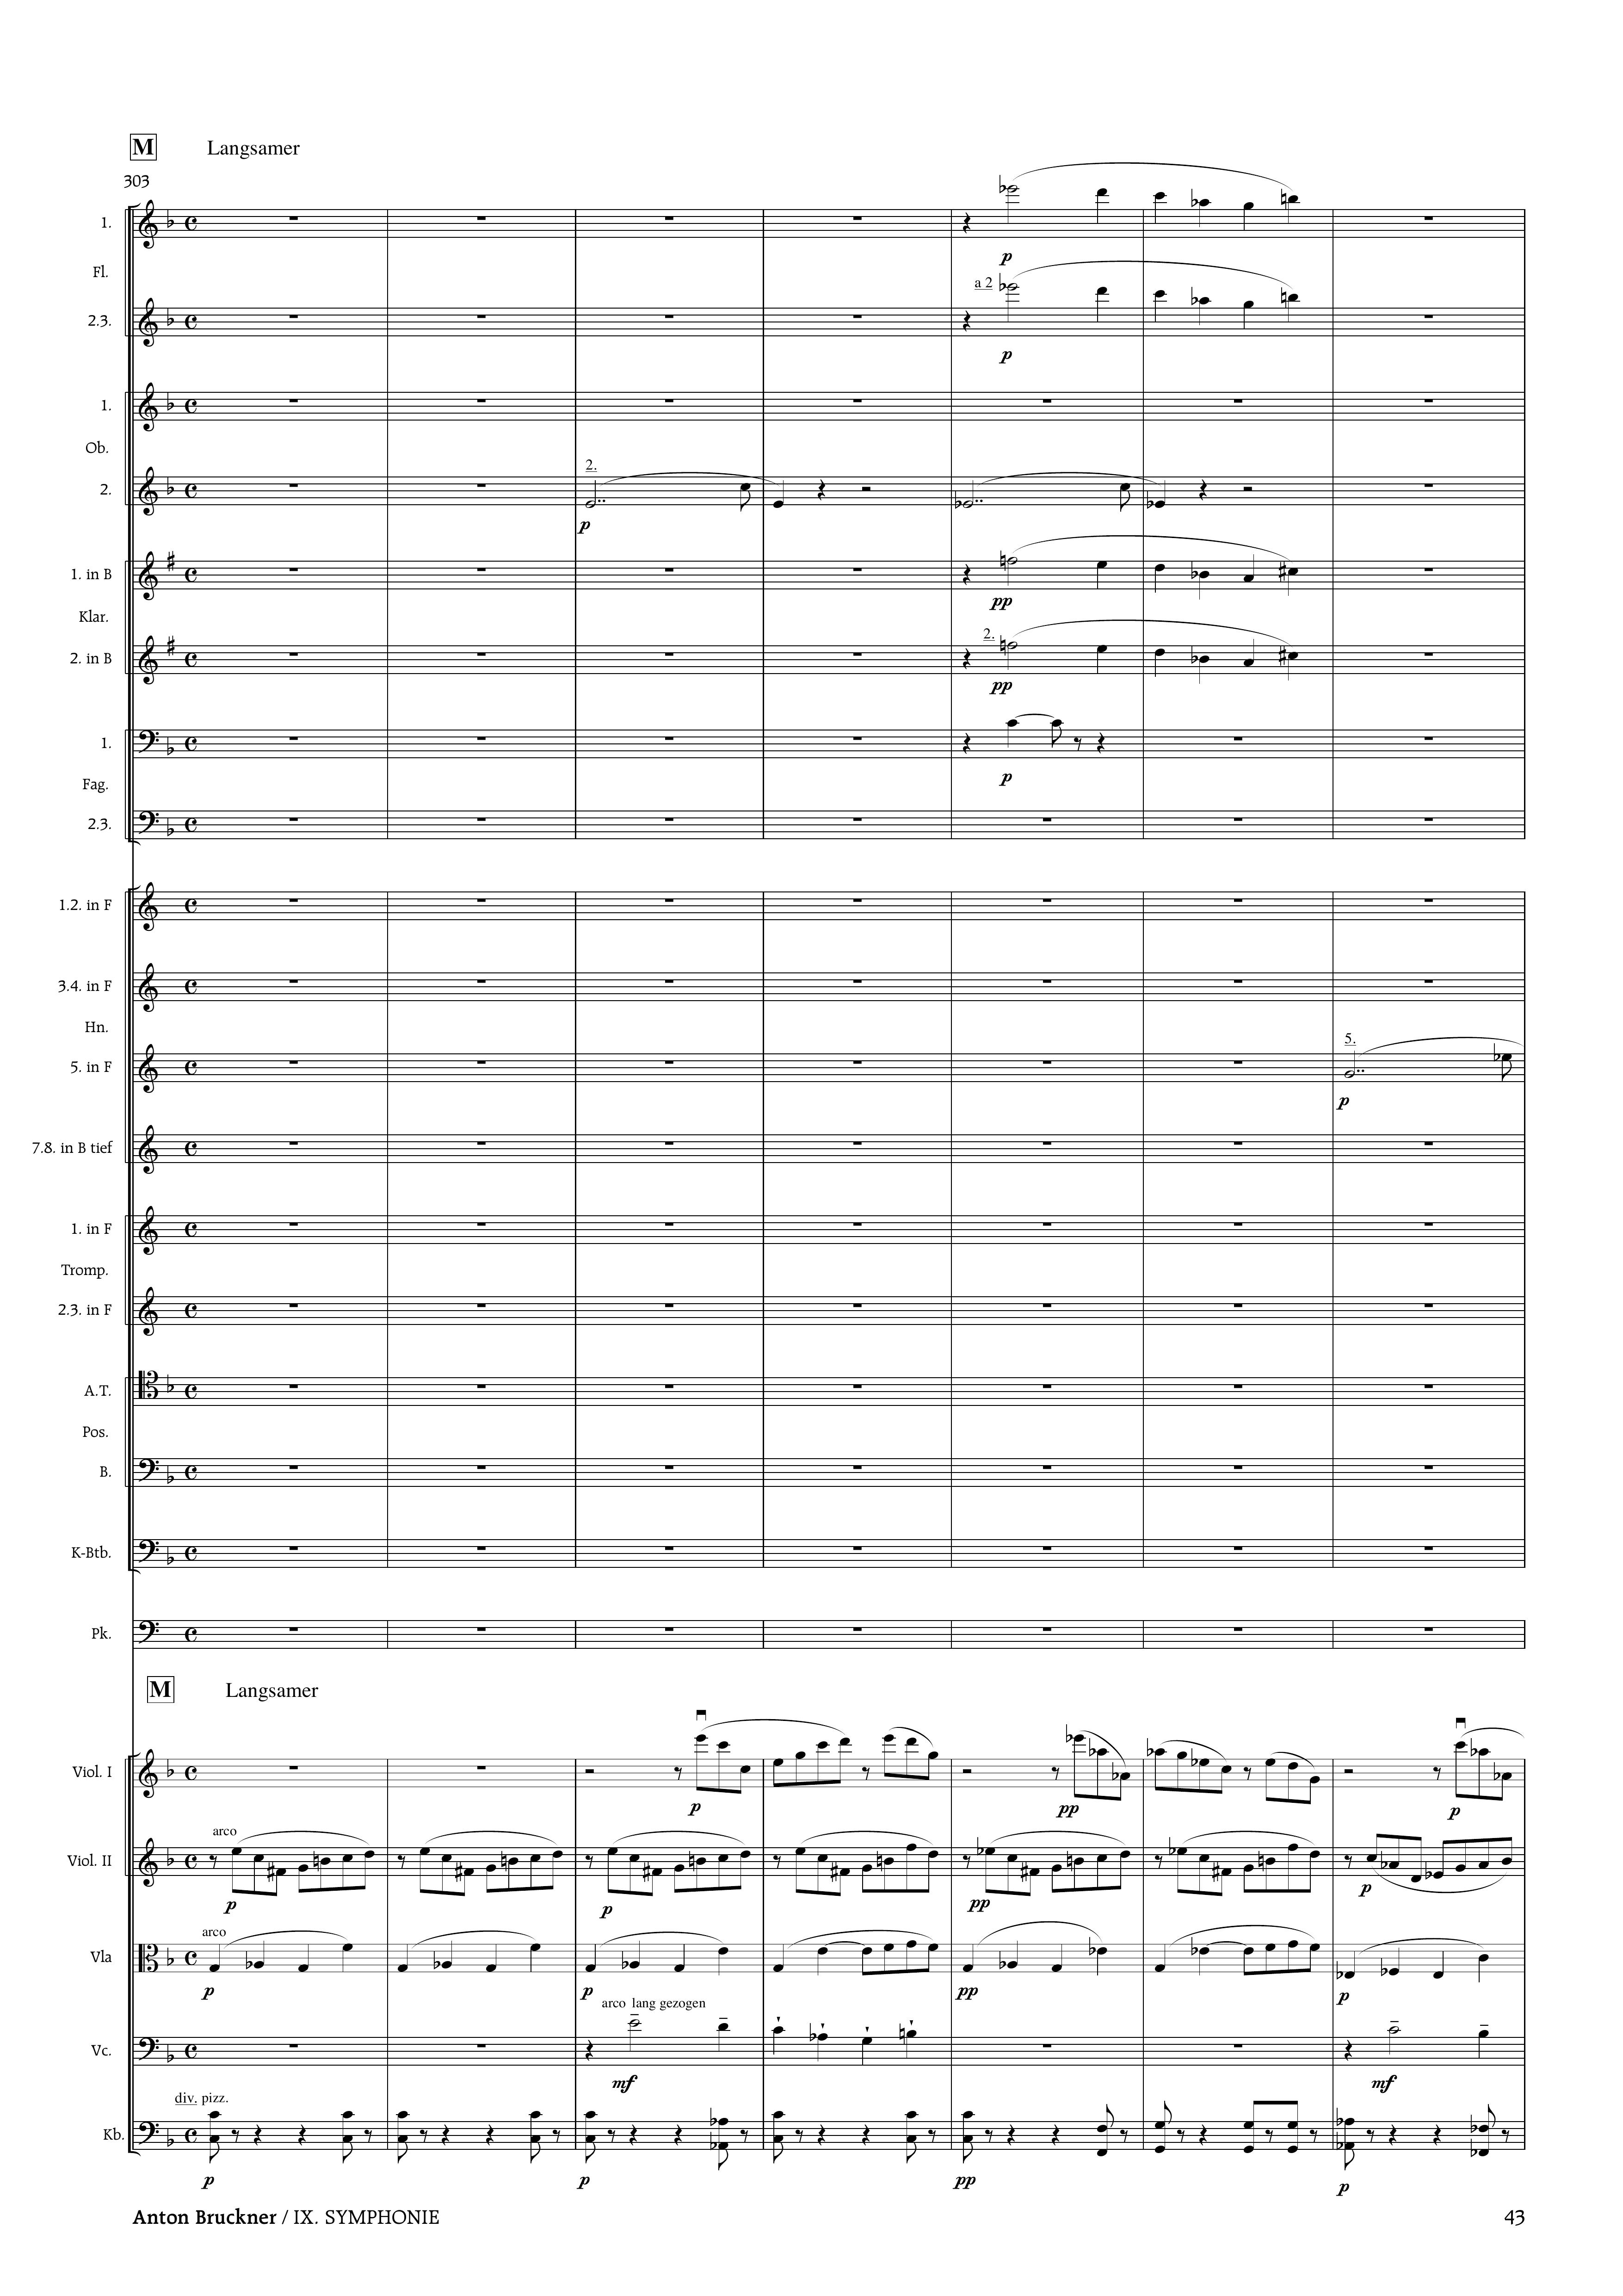 M Langsamer
303
1.
p
Fl.
a 2
2.3.
p
1.
Ob.
2.
2.
p
1. in B
pp
Klar.
2.
2. in B
pp
1.
p
Fag.
2.3.
1.2. in F
3.4. in F
Hn.
5.
5. in F
p
7.8. in B tief
1. in F
Tromp.
2.3. in F
A.T.
Pos.
B.
K-Btb.
Pk.
M Langsamer
Viol. I
p pp p
arco
Viol. II
p p pp p
arco
Vla
p p pp p
arco lang gezogen
Vc.
mf mf
div. pizz.
Kb.
p p pp p
Anton Bruckner / IX. SYMPHONIE 43